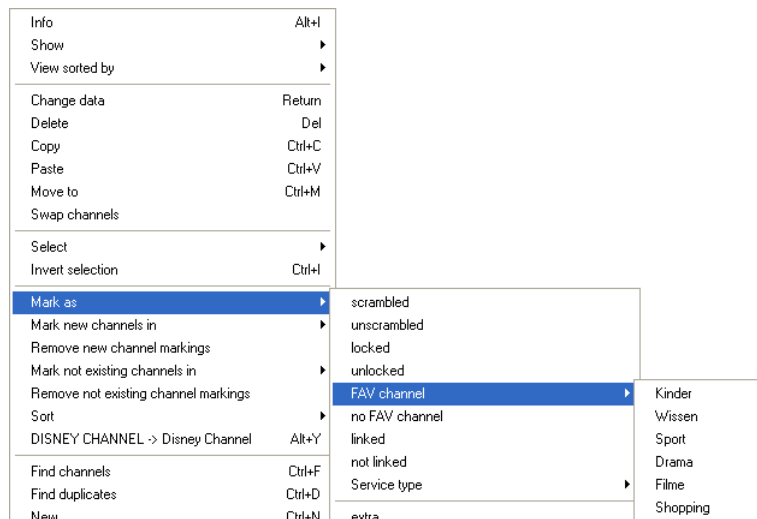 Info Alt+I
Show
View sorted by
Change data Return
Delete Del
Copy Ctrl+C
Paste Ctrl+V
Move to Ctrl+M
Swap channels
Select
Invert selection Ctrl+I
Mark as
Mark new channels in
Remove new channel markings
Mark not existing channels in
Remove not existing channel markings
Sort
DISNEY CHANNEL -> Disney Channel Alt+Y
Find channels Ctrl+F
Find duplicates Ctrl+D
New Ctrl+N
scrambled
unscrambled
locked
unlocked
FAV channel
no FAV channel
linked
not linked
Service type
extra
Kinder
Wissen
Sport
Drama
Filme
Shopping